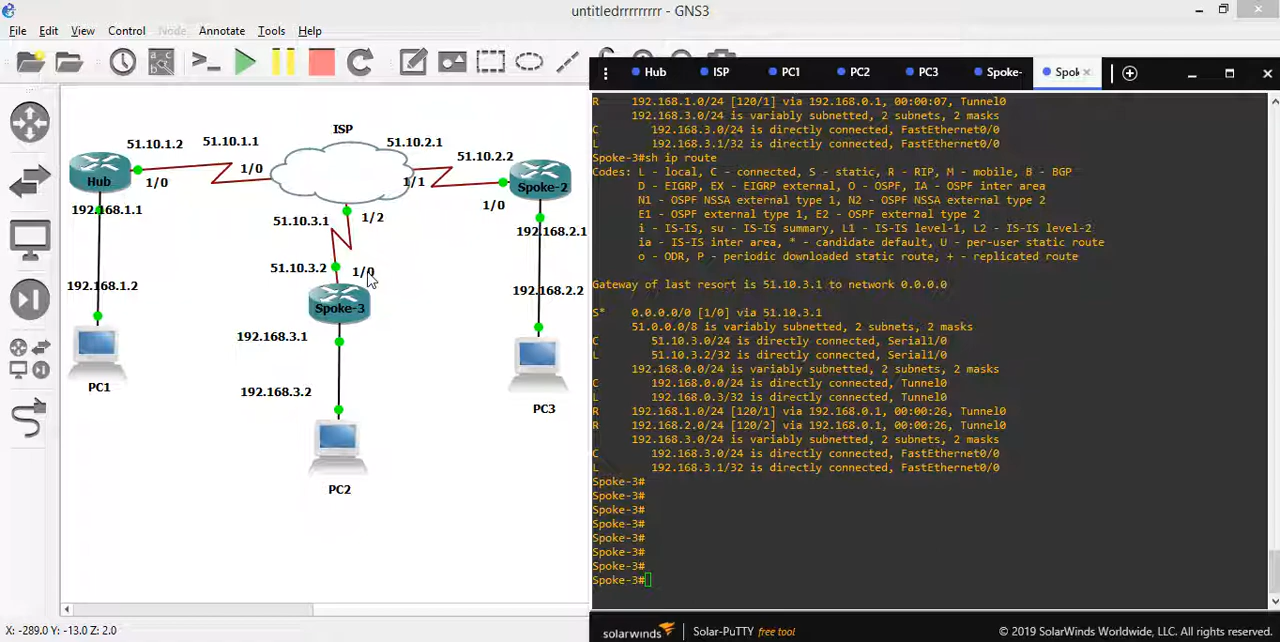 untitledrrrrrrrrr - GNS3
File Edit View Control Node Annotate Tools Help
Hub ISP PC1 PC2 PC3 Spoke- Spok
ISP
51.10.1.2
51.10.1.1
51.10.2.1
51.10.2.2
Hub
1/0
1/0
1/1
Spoke-2
1/0
192.168.1.1
51.10.3.1
1/2
192.168.2.1
51.10.3.2
1/0
192.168.1.2
192.168.2.2
Spoke-3
192.168.3.1
PC1
192.168.3.2
PC3
PC2
R 192.168.1.0/24 [120/1] via 192.168.0.1, 00:00:07, Tunnel0
192.168.3.0/24 is variably subnetted, 2 subnets, 2 masks
C 192.168.3.0/24 is directly connected, FastEthernet0/0
L 192.168.3.1/32 is directly connected, FastEthernet0/0
Spoke-3#sh ip route
Codes: L - local, C - connected, S - static, R - RIP, M - mobile, B - BGP
D - EIGRP, EX - EIGRP external, O - OSPF, IA - OSPF inter area
N1 - OSPF NSSA external type 1, N2 - OSPF NSSA external type 2
E1 - OSPF external type 1, E2 - OSPF external type 2
i - IS-IS, su - IS-IS summary, L1 - IS-IS level-1, L2 - IS-IS level-2
ia - IS-IS inter area, * - candidate default, U - per-user static route
o - ODR, P - periodic downloaded static route, + - replicated route
Gateway of last resort is 51.10.3.1 to network 0.0.0.0
S* 0.0.0.0/0 [1/0] via 51.10.3.1
51.0.0.0/8 is variably subnetted, 2 subnets, 2 masks
C 51.10.3.0/24 is directly connected, Serial1/0
L 51.10.3.2/32 is directly connected, Serial1/0
192.168.0.0/24 is variably subnetted, 2 subnets, 2 masks
C 192.168.0.0/24 is directly connected, Tunnel0
L 192.168.0.3/32 is directly connected, Tunnel0
R 192.168.1.0/24 [120/1] via 192.168.0.1, 00:00:26, Tunnel0
R 192.168.2.0/24 [120/2] via 192.168.0.1, 00:00:26, Tunnel0
192.168.3.0/24 is variably subnetted, 2 subnets, 2 masks
C 192.168.3.0/24 is directly connected, FastEthernet0/0
L 192.168.3.1/32 is directly connected, FastEthernet0/0
Spoke-3#
Spoke-3#
Spoke-3#
Spoke-3#
Spoke-3#
Spoke-3#
Spoke-3#
Spoke-3#
X: -289.0 Y: -13.0 Z: 2.0
solarwinds Solar-PuTTY free tool © 2019 SolarWinds Worldwide, LLC. All rights reserved.